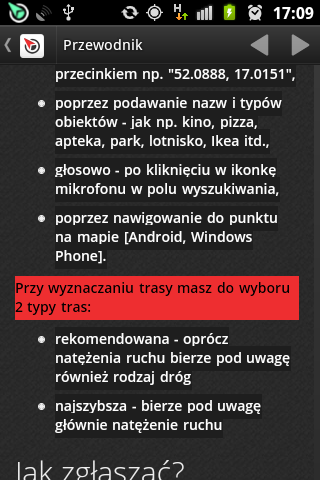 17:09
Przewodnik
przecinkiem np. "52.0888, 17.0151",
poprzez podawanie nazw i typów
obiektów - jak np. kino, pizza,
apteka, park, lotnisko, Ikea itd.,
głosowo - po kliknięciu w ikonkę
mikrofonu w polu wyszukiwania,
poprzez nawigowanie do punktu
na mapie [Android, Windows
Phone].
Przy wyznaczaniu trasy masz do wyboru
2 typy tras:
rekomendowana - oprócz
natężenia ruchu bierze pod uwagę
również rodzaj dróg
najszybsza - bierze pod uwagę
głównie natężenie ruchu
Jak zgłaszać?